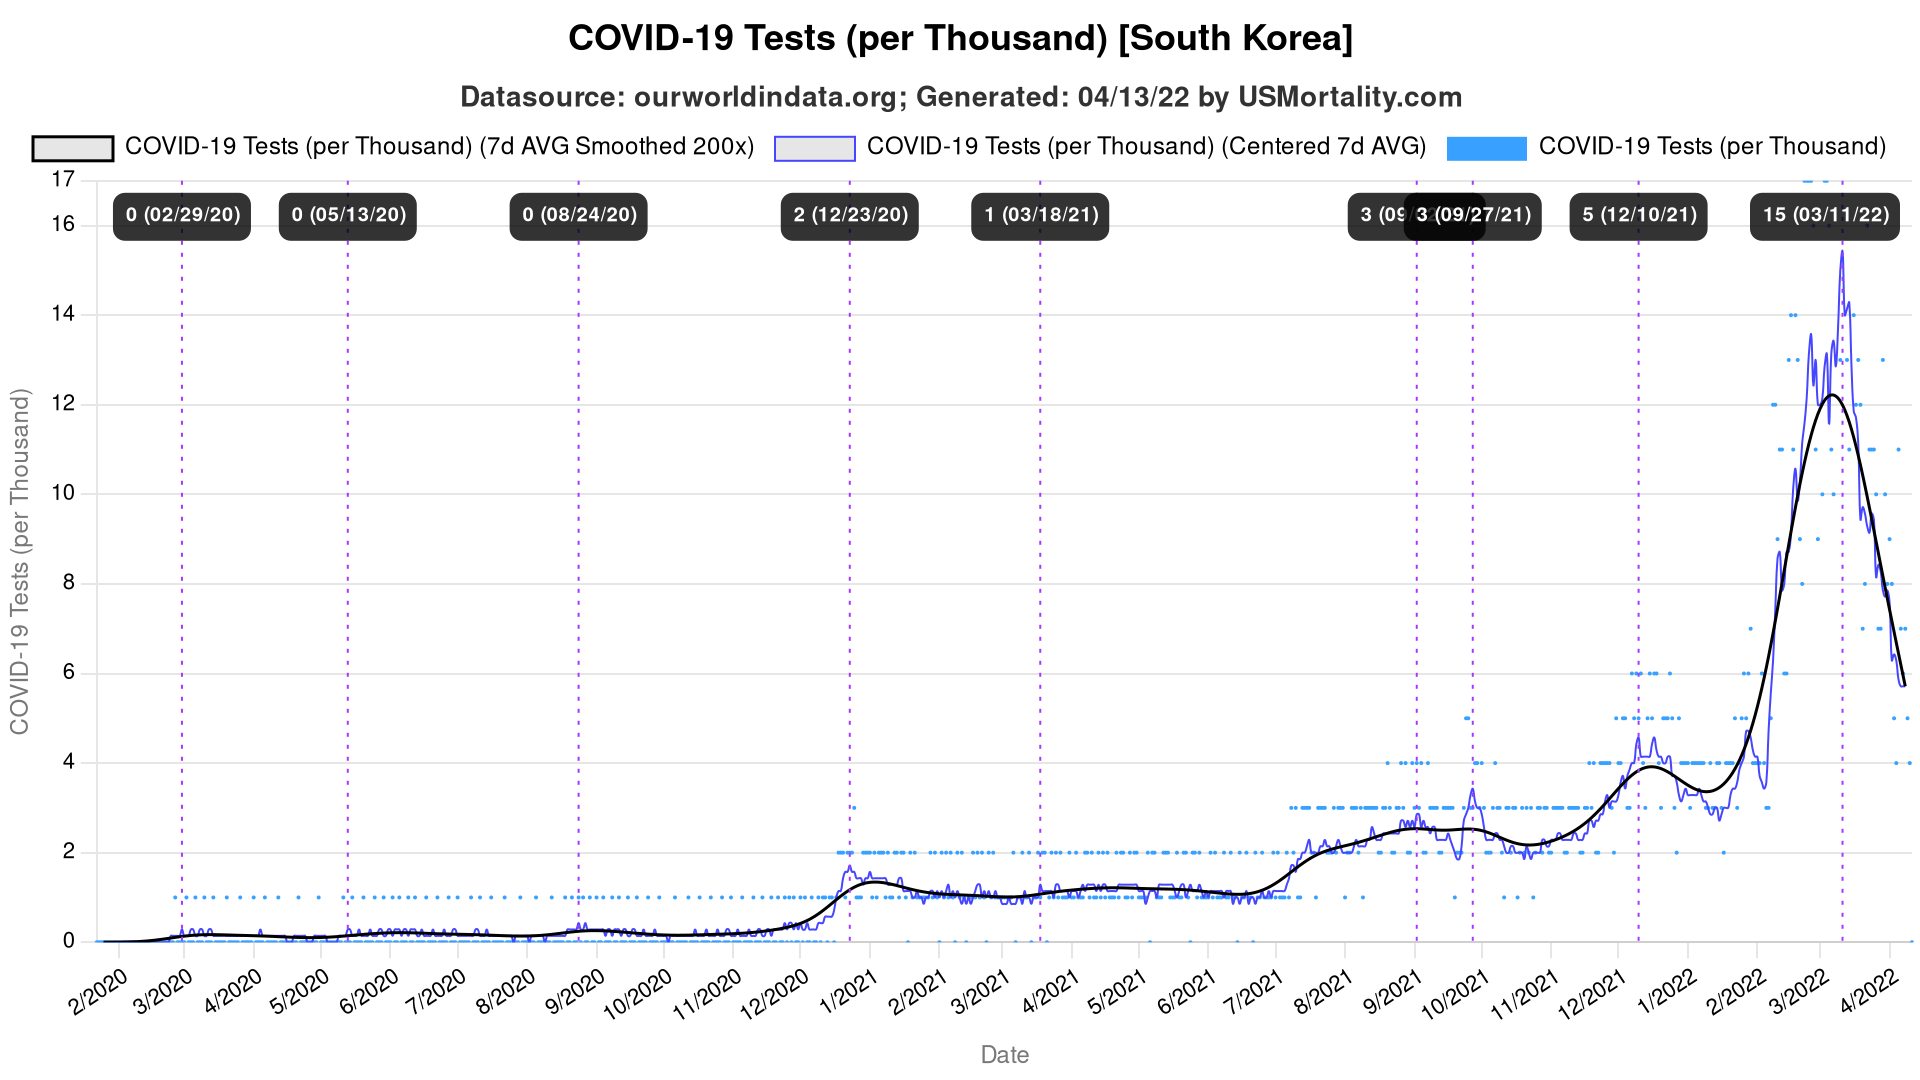 COVID-19 Tests (per Thousand) [South Korea]
Datasource: ourworldindata.org; Generated: 04/13/22 by USMortality.com
COVID-19 Tests (per Thousand) (7d AVG Smoothed 200x) COVID-19 Tests (per Thousand) (Centered 7d AVG) COVID-19 Tests (per Thousand)
17
0 (02/29/20) 0 (05/13/20) 0 (08/24/20) 2 (12/23/20) 1 (03/18/21) 3 3 (09/27/21) 5 (12/10/21) 15 (03/11/22)
16
14
12
10
8
6
4
2
0
COVID-19 Tests (per Thousand)
2/2020 3/2020 4/2020 5/2020 6/2020 7/2020 8/2020 9/2020 10/2020 11/2020 12/2020 1/2021 2/2021 3/2021 4/2021 5/2021 6/2021 7/2021 8/2021 9/2021 10/2021 11/2021 12/2021 1/2022 2/2022 3/2022 4/2022
Date